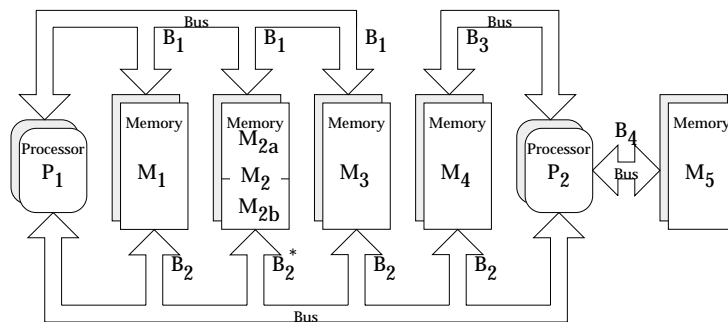 Bus
Bus
B1
B1
B1
B3
Processor
P1
Memory
M1
Memory
M2a
M2
M2b
Memory
M3
Memory
M4
Processor
P2
B4
Bus
Memory
M5
B2
B2*
B2
B2
Bus